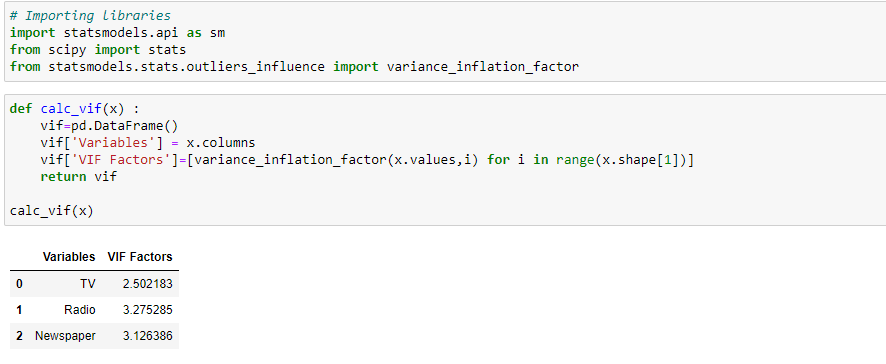 # Importing libraries
import statsmodels.api as sm
from scipy import stats
from statsmodels.stats.outliers_influence import variance_inflation_factor
def calc_vif(x) :
    vif=pd.DataFrame()
    vif['Variables'] = x.columns
    vif['VIF Factors']=[variance_inflation_factor(x.values,i) for i in range(x.shape[1])]
    return vif
calc_vif(x)
Variables VIF Factors
0 TV 2.502183
1 Radio 3.275285
2 Newspaper 3.126386